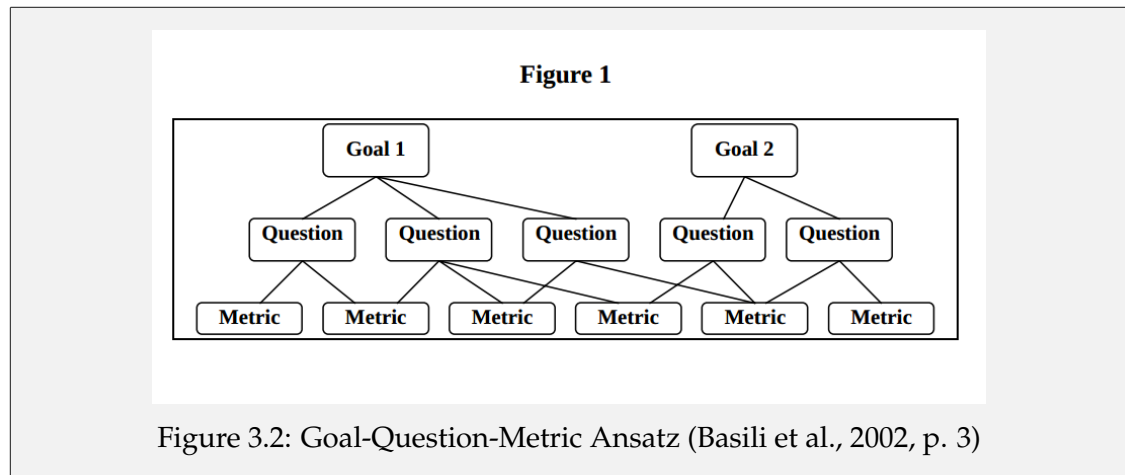 Figure 1
Goal 1 Goal 2
Question Question Question Question Question
Metric Metric Metric Metric Metric Metric
Figure 3.2: Goal-Question-Metric Ansatz (Basili et al., 2002, p. 3)